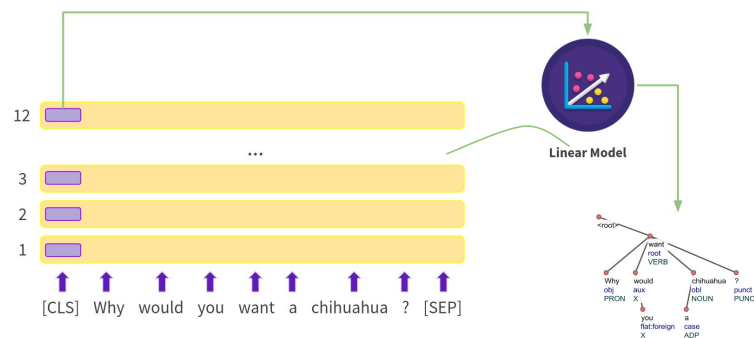 12
...
3
2
1
[CLS] Why would you want a chihuahua ? [SEP]
Linear Model
<root>
want
root
VERB
Why would chihuahua ?
obj aux obl punct
PRON X NOUN PUNC
you a
flat:foreign case
X ADP